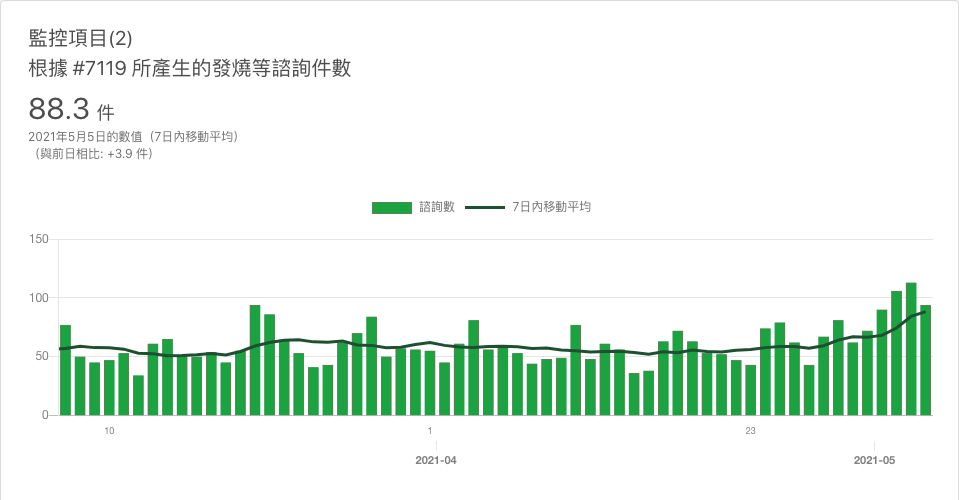 監控項目(2)
根據 #7119 所產生的發燒等諮詢件數
88.3 件
2021年5月5日的數值（7日內移動平均）
（與前日相比: +3.9 件）
諮詢數 7日內移動平均
150
100
50
0
10 1 23
2021-04 2021-05